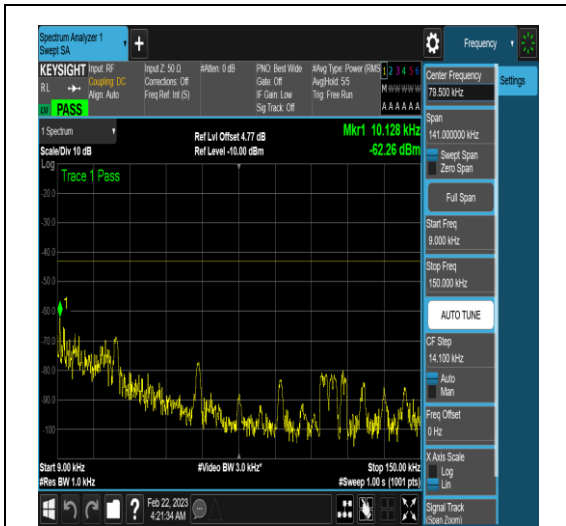 Spectrum Analyzer 1
Swept SA
+
Frequency
KEYSIGHT
RL
PASS
Input: RF
Coupling: DC
Align: Auto
Input Z: 50 Ω
Corrections: Off
Freq Ref: Int (S)
#Atten: 0 dB
PNO: Best Wide
Gate: Off
IF Gain: Low
Sig Track: Off
#Avg Type: Power (RMS
Avg|Hold: 5/5
Trig: Free Run
1 2 3 4 5 6
M W W W W W
A A A A A A
1 Spectrum
Scale/Div 10 dB
Ref Lvl Offset 4.77 dB
Ref Level -10.00 dBm
Mkr1 10.128 kHz
-62.26 dBm
Log
Trace 1 Pass
-20.0
-30.0
-40.0
-50.0
-60.0
-70.0
-80.0
-90.0
-100
1
Start 9.00 kHz
#Res BW 1.0 kHz
#Video BW 3.0 kHz*
Stop 150.00 kHz
#Sweep 1.00 s (1001 pts)
Feb 22, 2023
4:21:34 AM
Center Frequency
79.500 kHz
Settings
Span
141.000000 kHz
Swept Span
Zero Span
Full Span
Start Freq
9.000 kHz
Stop Freq
150.000 kHz
AUTO TUNE
CF Step
14.100 kHz
Auto
Man
Freq Offset
0 Hz
X Axis Scale
Log
Lin
Signal Track
(Span Zoom)